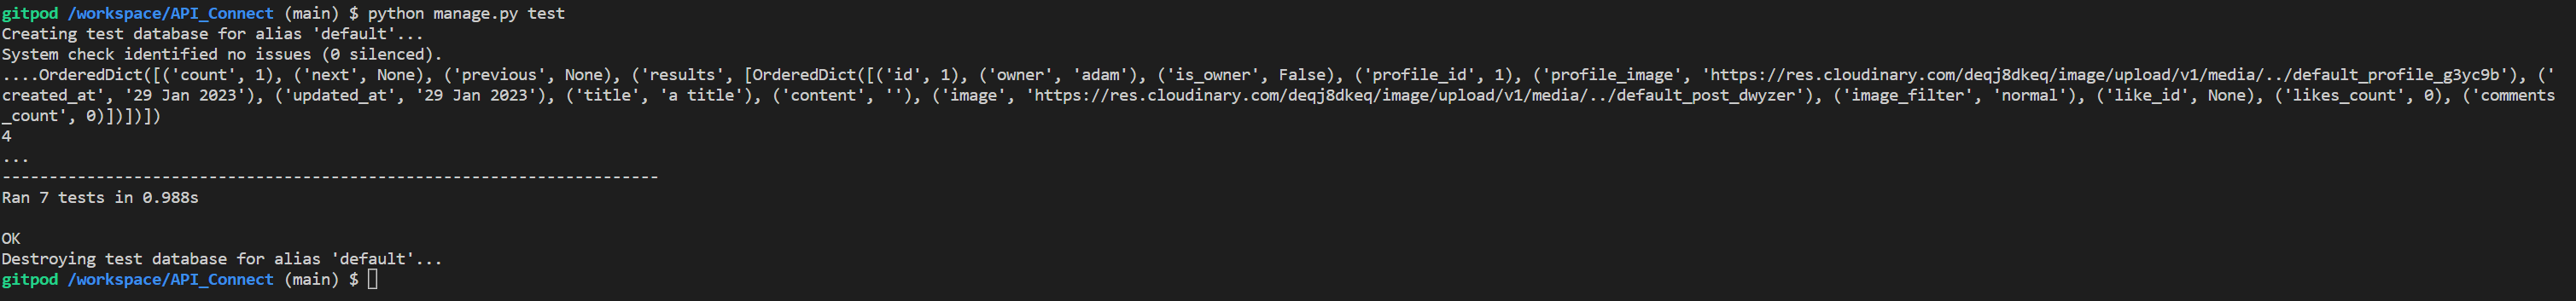 gitpod /workspace/API_Connect (main) $ python manage.py test
Creating test database for alias 'default'...
System check identified no issues (0 silenced).
....OrderedDict([('count', 1), ('next', None), ('previous', None), ('results', [OrderedDict([('id', 1), ('owner', 'adam'), ('is_owner', False), ('profile_id', 1), ('profile_image', 'https://res.cloudinary.com/deqj8dkeq/image/upload/v1/media/../default_profile_g3yc9b'), ('
created_at', '29 Jan 2023'), ('updated_at', '29 Jan 2023'), ('title', 'a title'), ('content', ''), ('image', 'https://res.cloudinary.com/deqj8dkeq/image/upload/v1/media/../default_post_dwyzer'), ('image_filter', 'normal'), ('like_id', None), ('likes_count', 0), ('comments
_count', 0)])])])
4
...
----------------------------------------------------------------------
Ran 7 tests in 0.988s
OK
Destroying test database for alias 'default'...
gitpod /workspace/API_Connect (main) $